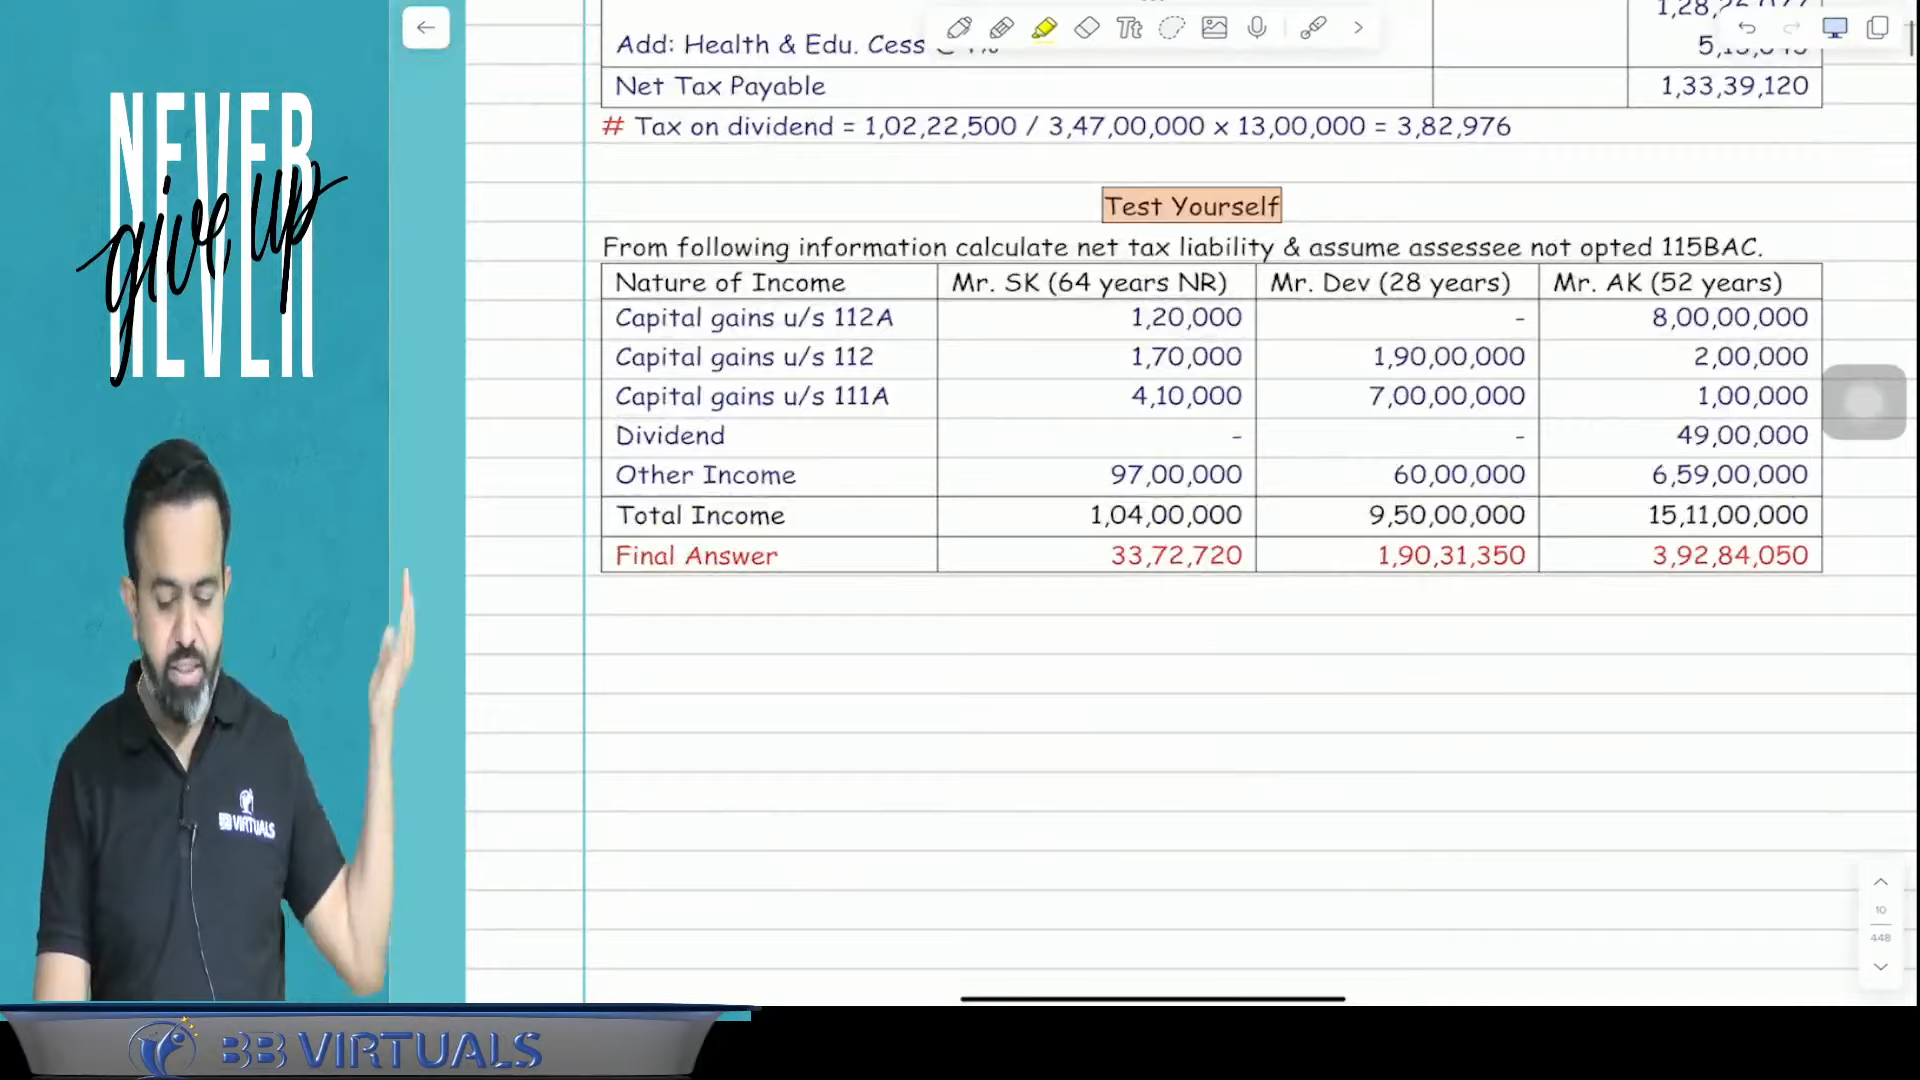 NEVER
give up
NEVER
Add: Health & Edu. Cess
Net Tax Payable 1,33,39,120
# Tax on dividend = 1,02,22,500 / 3,47,00,000 x 13,00,000 = 3,82,976
Test Yourself
From following information calculate net tax liability & assume assessee not opted 115BAC.
Nature of Income Mr. SK (64 years NR) Mr. Dev (28 years) Mr. AK (52 years)
Capital gains u/s 112A 1,20,000 - 8,00,00,000
Capital gains u/s 112 1,70,000 1,90,00,000 2,00,000
Capital gains u/s 111A 4,10,000 7,00,00,000 1,00,000
Dividend - - 49,00,000
Other Income 97,00,000 60,00,000 6,59,00,000
Total Income 1,04,00,000 9,50,00,000 15,11,00,000
Final Answer 33,72,720 1,90,31,350 3,92,84,050
BB VIRTUALS
10
448
BB VIRTUALS